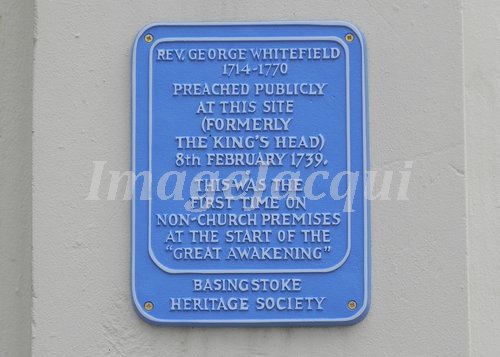 REV. GEORGE WHITEFIELD
1714-1770
PREACHED PUBLICLY
AT THIS SITE
(FORMERLY
THE KING'S HEAD)
8th FEBRUARY 1739.
ImageJacqui
THIS WAS THE
FIRST TIME ON
NON-CHURCH PREMISES
AT THE START OF THE
"GREAT AWAKENING"
BASINGSTOKE
HERITAGE SOCIETY